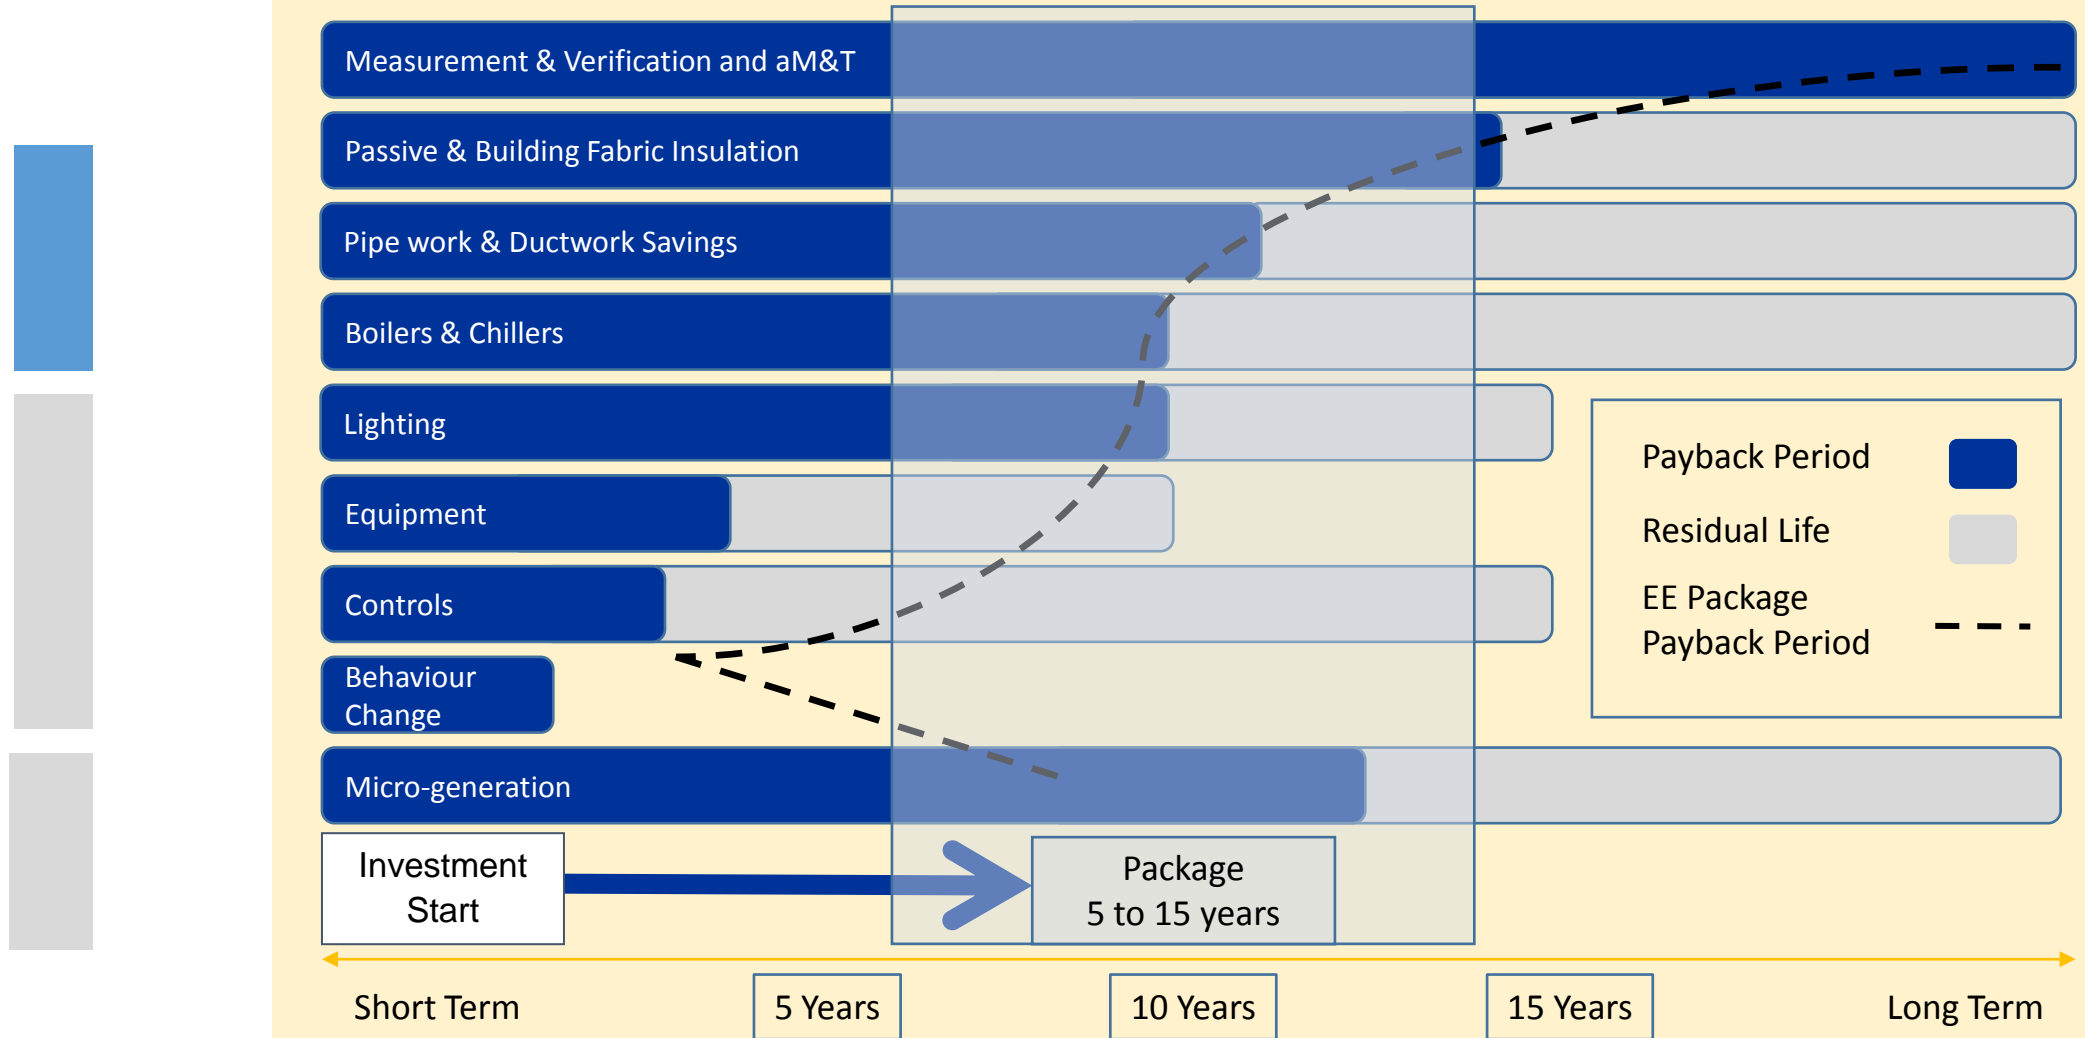 Measurement & Verification and aM&T
Passive & Building Fabric Insulation
Pipe work & Ductwork Savings
Boilers & Chillers
Lighting
Equipment
Controls
Behaviour
Change
Micro-generation
Payback Period
Residual Life
EE Package
Payback Period
Investment
Start
Package
5 to 15 years
Short Term
5 Years
10 Years
15 Years
Long Term